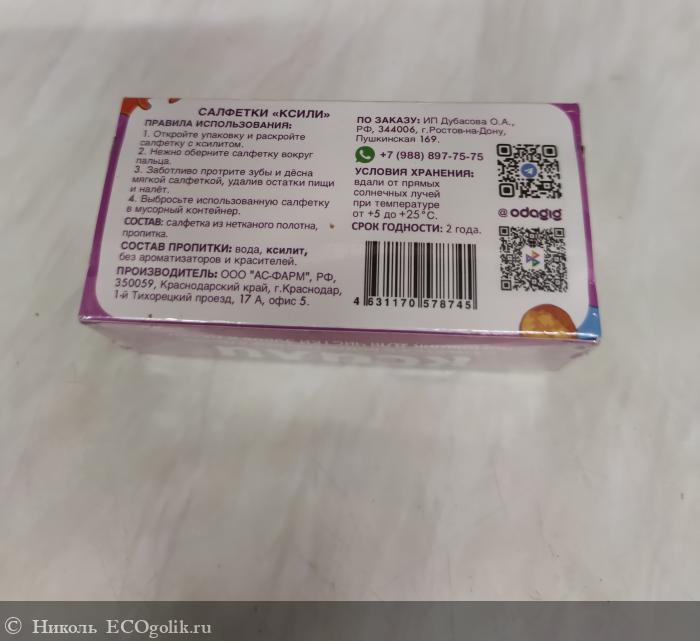 САЛФЕТКИ «КСИЛИ»
ПРАВИЛА ИСПОЛЬЗОВАНИЯ:
1. Откройте упаковку и раскройте
салфетку с ксилитом.
2. Нежно оберните салфетку вокруг
пальца.
3. Заботливо протрите зубы и дёсна
мягкой салфеткой, удалив остатки пищи
и налёт.
4. Выбросьте использованную салфетку
в мусорный контейнер.
СОСТАВ: салфетка из нетканого полотна,
пропитка.
СОСТАВ ПРОПИТКИ: вода, ксилит,
без ароматизаторов и красителей.
ПРОИЗВОДИТЕЛЬ: ООО "АС-ФАРМ", РФ,
350059, Краснодарский край, г.Краснодар,
1-й Тихорецкий проезд, 17 А, офис 5.
ПО ЗАКАЗУ: ИП Дубасова О.А.,
РФ, 344006, г.Ростов-на-Дону,
Пушкинская 169.
+7 (988) 897-75-75
УСЛОВИЯ ХРАНЕНИЯ:
вдали от прямых
солнечных лучей
при температуре
от +5 до +25°С.
СРОК ГОДНОСТИ: 2 года.
4 631170 578745
@odagig
© Николь ECOgolik.ru